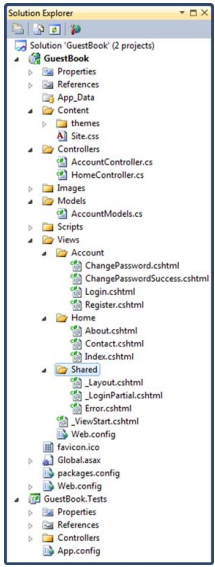 Solution Explorer
Solution 'GuestBook' (2 projects)
GuestBook
Properties
References
App_Data
Content
themes
Site.css
Controllers
AccountController.cs
HomeController.cs
Images
Models
AccountModels.cs
Scripts
Views
Account
ChangePassword.cshtml
ChangePasswordSuccess.cshtml
Login.cshtml
Register.cshtml
Home
About.cshtml
Contact.cshtml
Index.cshtml
Shared
_Layout.cshtml
_LoginPartial.cshtml
Error.cshtml
_ViewStart.cshtml
Web.config
favicon.ico
Global.asax
packages.config
Web.config
GuestBook.Tests
Properties
References
Controllers
App.config